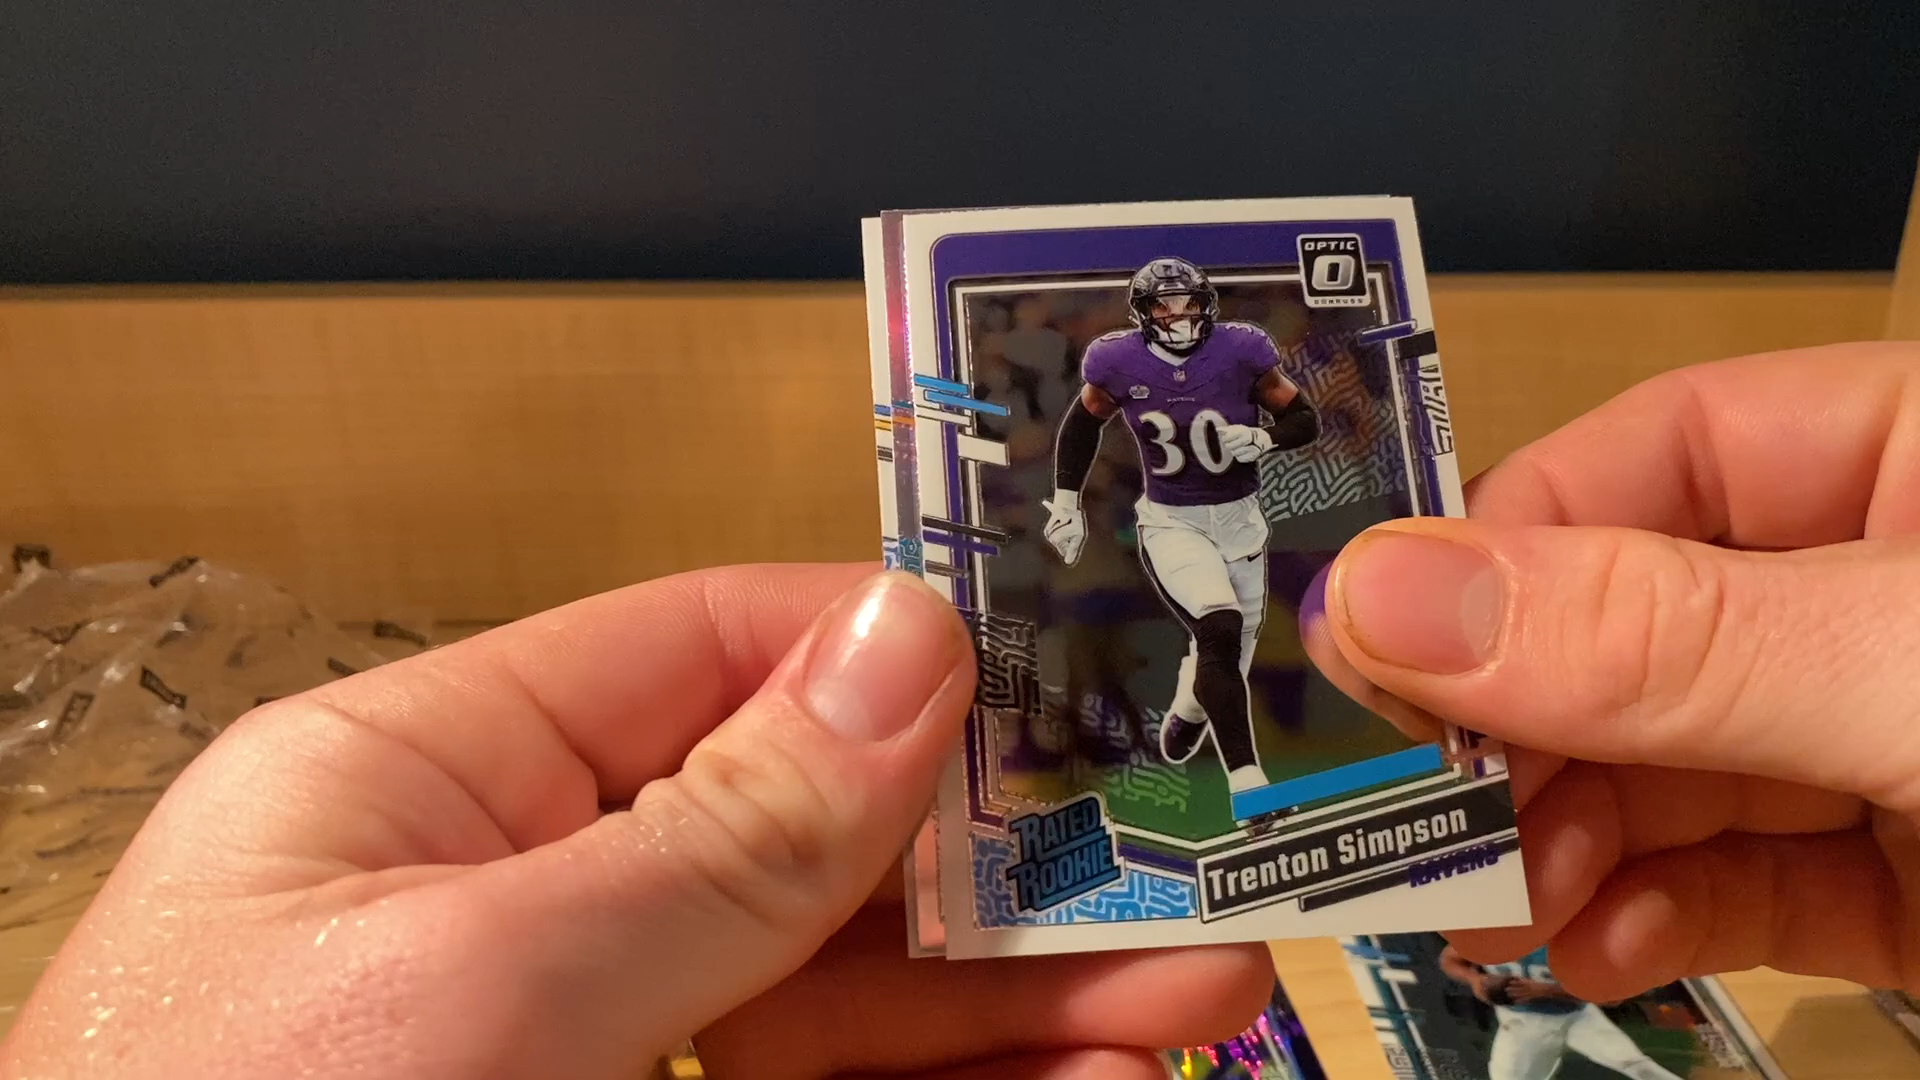 OPTIC
DONRUSS
30
RATED
ROOKIE
Trenton Simpson
RAVENS